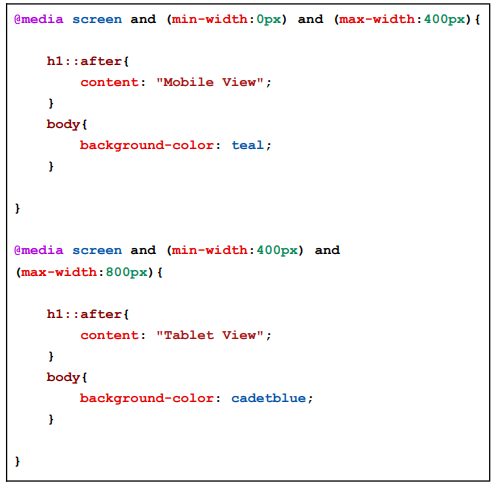 @media screen and (min-width:0px) and (max-width:400px){
    h1::after{
        content: "Mobile View";
    }
    body{
        background-color: teal;
    }
}
@media screen and (min-width:400px) and
(max-width:800px){
    h1::after{
        content: "Tablet View";
    }
    body{
        background-color: cadetblue;
    }
}